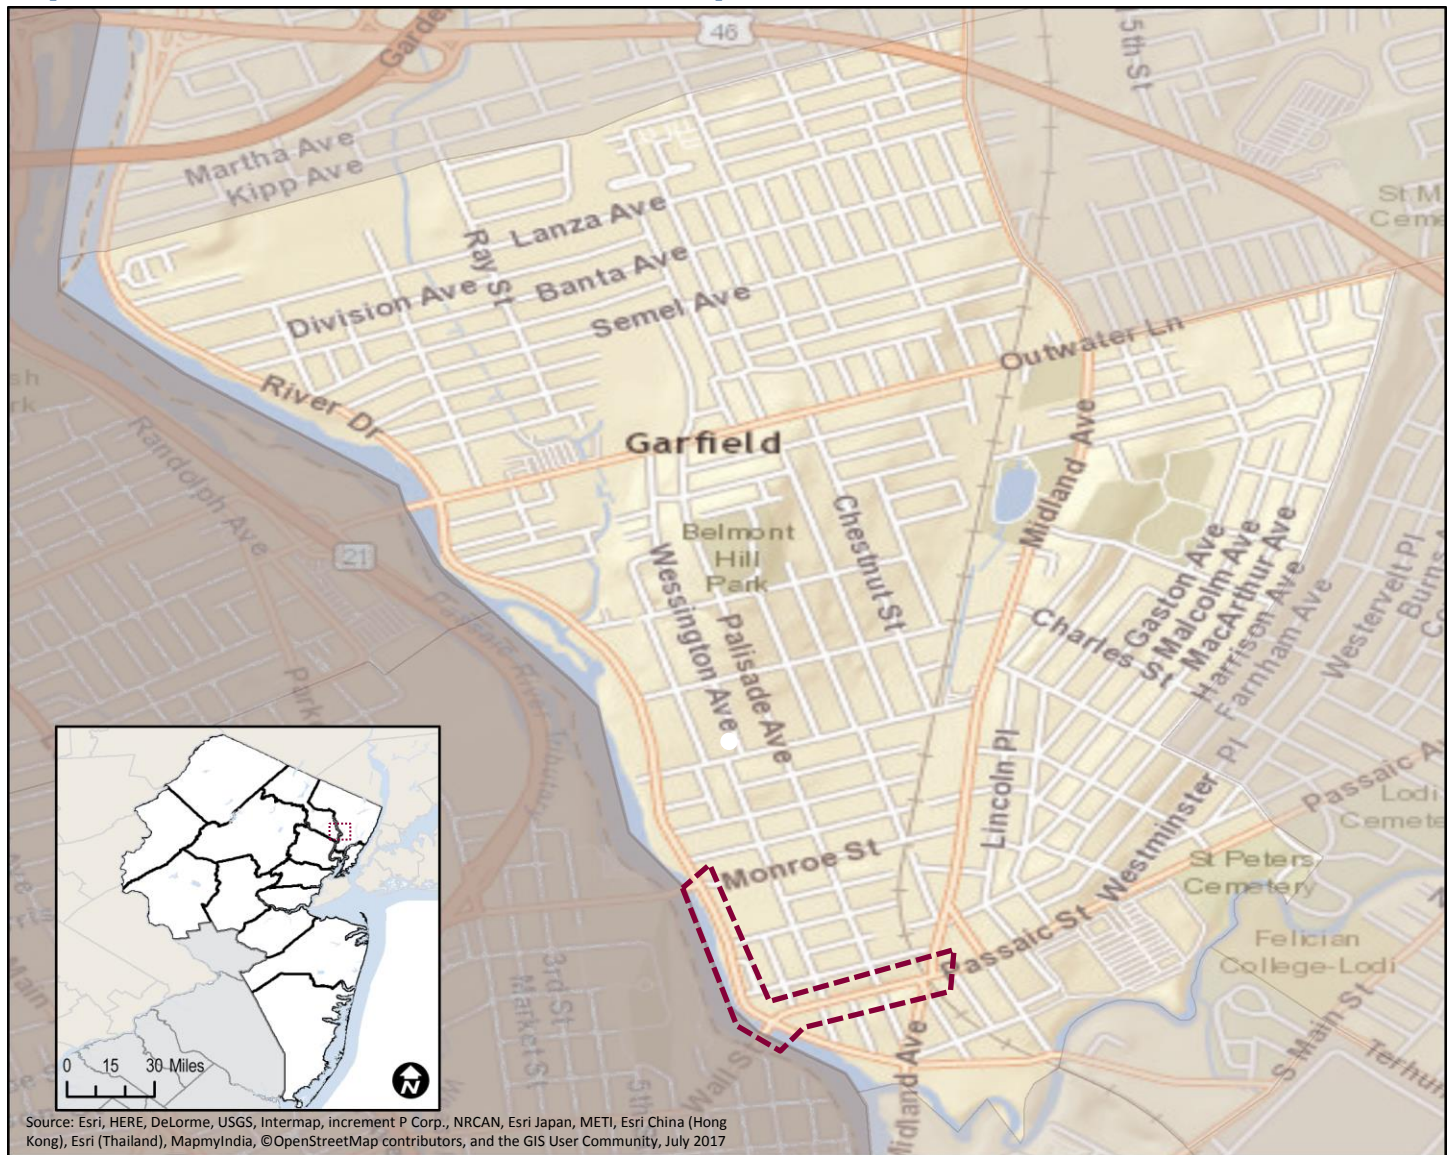 46
15th St
Martha Ave
Kipp Ave
St M
Lanza Ave
Ray St
Division Ave
Banta Ave
Semel Ave
Outwater Ln
River Dr
Randolph Ave
Garfield
21
Midland Ave
Belmont
Hill
Park
Chestnut St
Wessington Ave
Palisade Ave
Gaston Ave
Malcolm Ave
MacArthur Ave
Harrison Ave
Farnham Ave
Westervelt Pl
Charles St
Passaic River Tributary
Lincoln Pl
Westminster Pl
Lodi
Monroe St
St Peters
Cemetery
Passaic St
Felician
College-Lodi
3rd St
Market St
5th St
Wall S
Midland Ave
S Main St
Main
0 15 30 Miles
N
Source: Esri, HERE, DeLorme, USGS, Intermap, increment P Corp., NRCAN, Esri Japan, METI, Esri China (Hong
Kong), Esri (Thailand), MapmyIndia, ©OpenStreetMap contributors, and the GIS User Community, July 2017